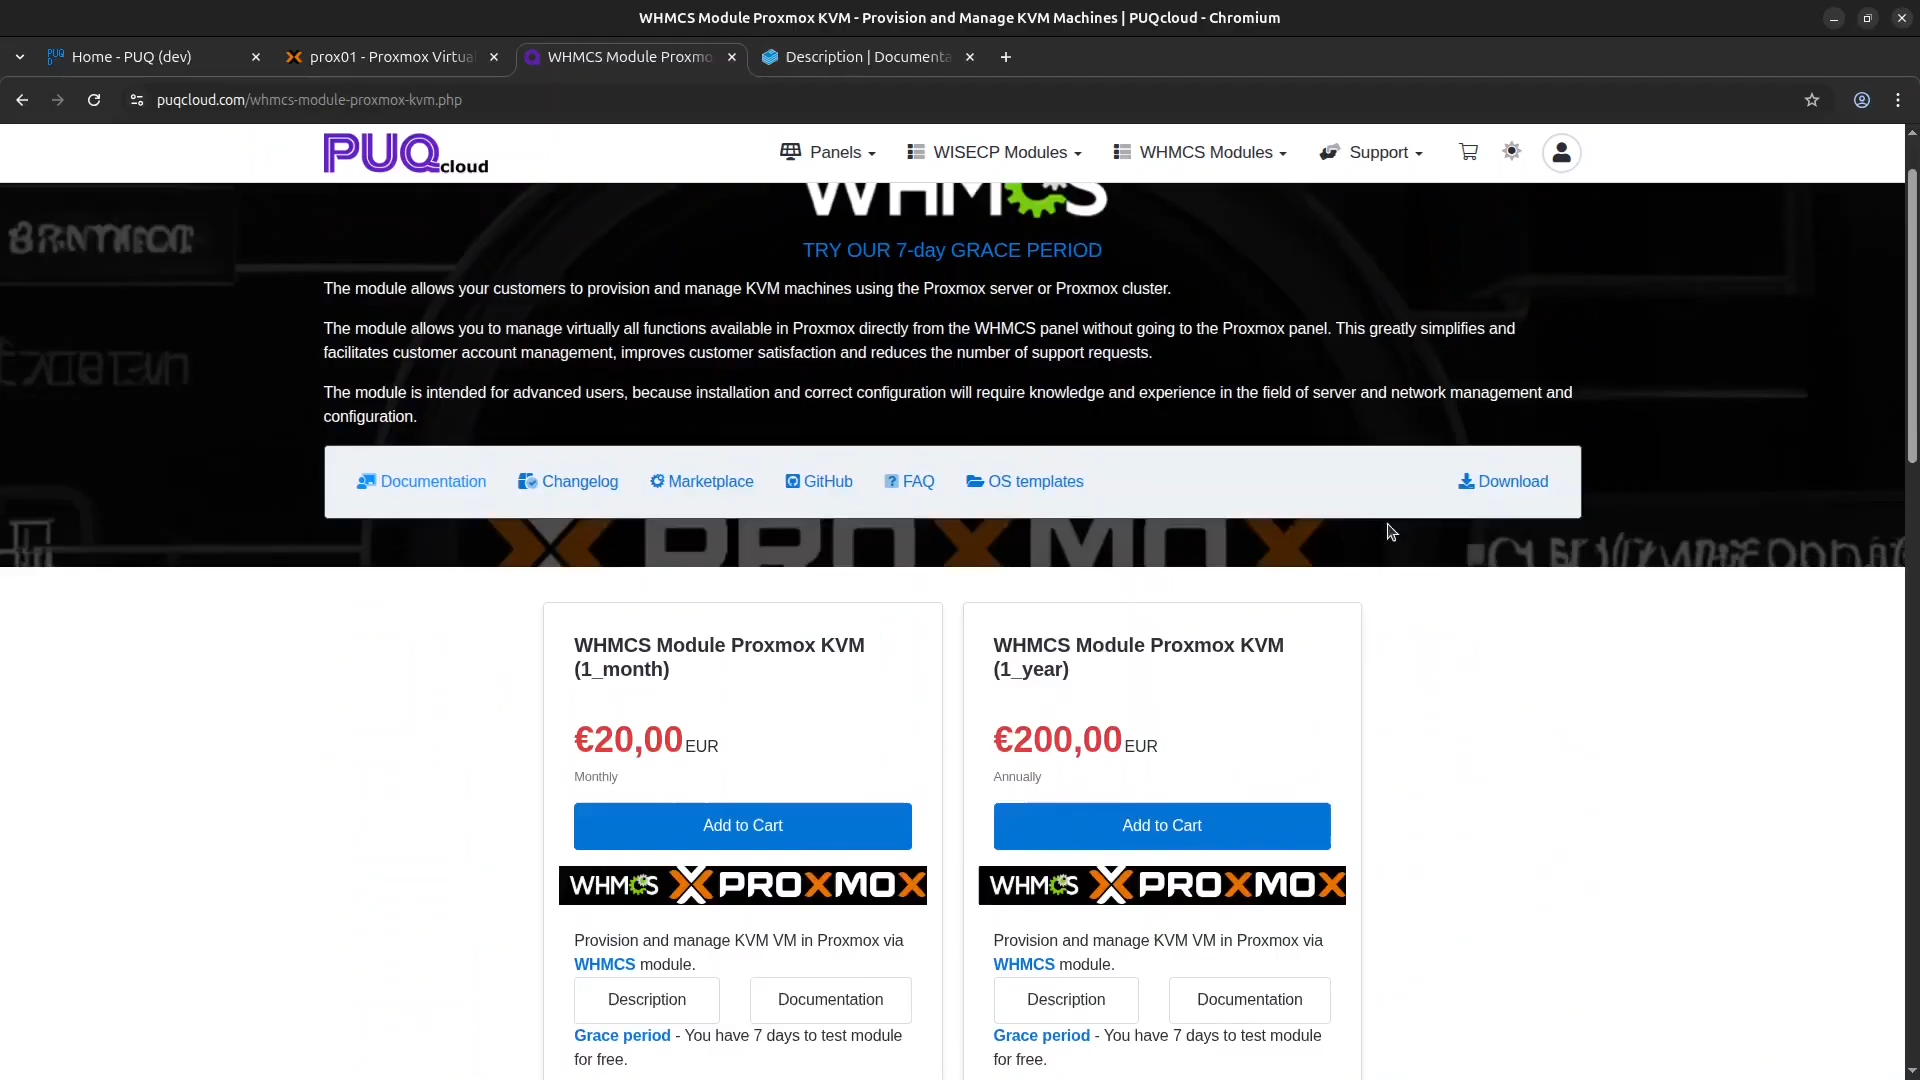 WHMCS Module Proxmox KVM - Provision and Manage KVM Machines | PUQcloud - Chromium
Home - PUQ (dev)
prox01 - Proxmox Virtua
WHMCS Module Proxmo
Description | Documenta
puqcloud.com/whmcs-module-proxmox-kvm.php
PUQcloud
Panels
WISECP Modules
WHMCS Modules
Support
WHMCS
TRY OUR 7-day GRACE PERIOD
The module allows your customers to provision and manage KVM machines using the Proxmox server or Proxmox cluster.
The module allows you to manage virtually all functions available in Proxmox directly from the WHMCS panel without going to the Proxmox panel. This greatly simplifies and
facilitates customer account management, improves customer satisfaction and reduces the number of support requests.
The module is intended for advanced users, because installation and correct configuration will require knowledge and experience in the field of server and network management and
configuration.
Documentation
Changelog
Marketplace
GitHub
FAQ
OS templates
Download
PROXMOX
WHMCS Module Proxmox KVM
(1_month)
€20,00 EUR
Monthly
Add to Cart
WHMCS PROXMOX
Provision and manage KVM VM in Proxmox via
WHMCS module.
Description
Documentation
Grace period - You have 7 days to test module
for free.
WHMCS Module Proxmox KVM
(1_year)
€200,00 EUR
Annually
Add to Cart
WHMCS PROXMOX
Provision and manage KVM VM in Proxmox via
WHMCS module.
Description
Documentation
Grace period - You have 7 days to test module
for free.